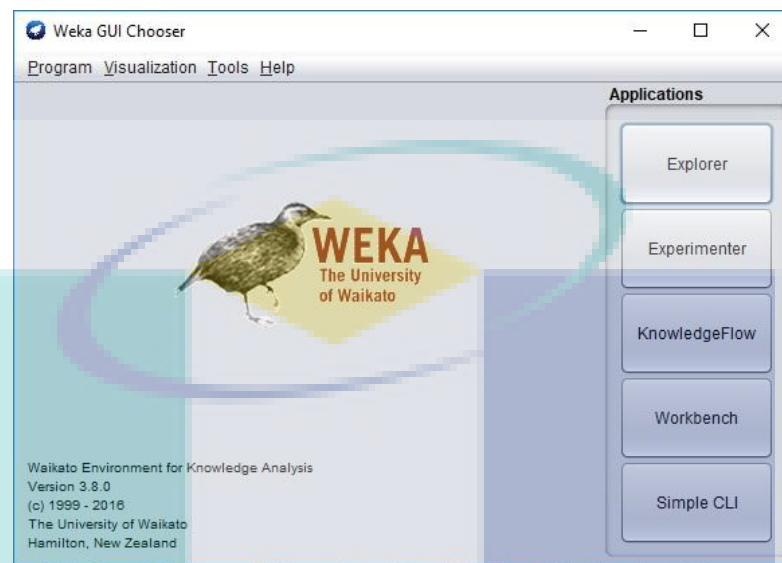 Weka GUI Chooser
Program Visualization Tools Help
Applications
Explorer
Experimenter
KnowledgeFlow
Workbench
Simple CLI
WEKA
The University
of Waikato
Waikato Environment for Knowledge Analysis
Version 3.8.0
(c) 1999 - 2016
The University of Waikato
Hamilton, New Zealand